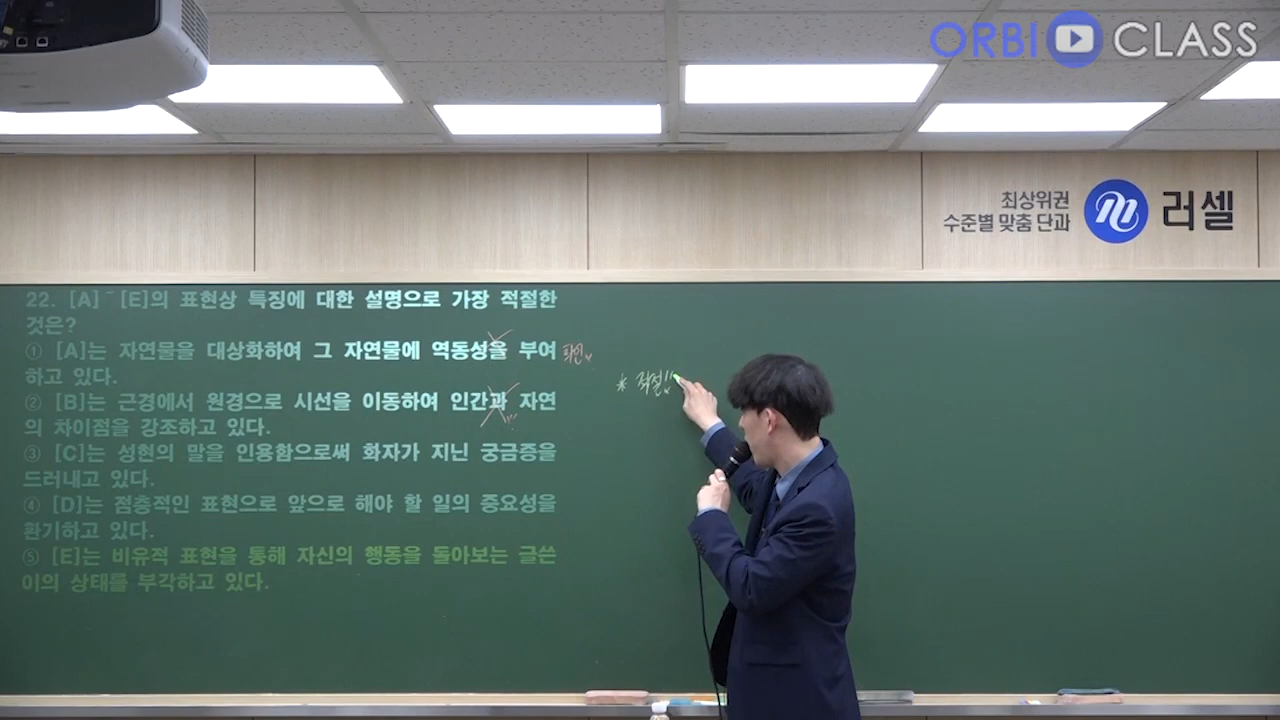 ORBI CLASS
최상위권
수준별 맞춤 단과
러셀
22. [A]~[E]의 표현상 특징에 대한 설명으로 가장 적절한
것은?
① [A]는 자연물을 대상화하여 그 자연물에 역동성을 부여
하고 있다.
확인
② [B]는 근경에서 원경으로 시선을 이동하여 인간과 자연
의 차이점을 강조하고 있다.
③ [C]는 성현의 말을 인용함으로써 화자가 지닌 궁금증을
드러내고 있다.
④ [D]는 점층적인 표현으로 앞으로 해야 할 일의 중요성을
환기하고 있다.
⑤ [E]는 비유적 표현을 통해 자신의 행동을 돌아보는 글쓴
이의 상태를 부각하고 있다.
* 적절!!